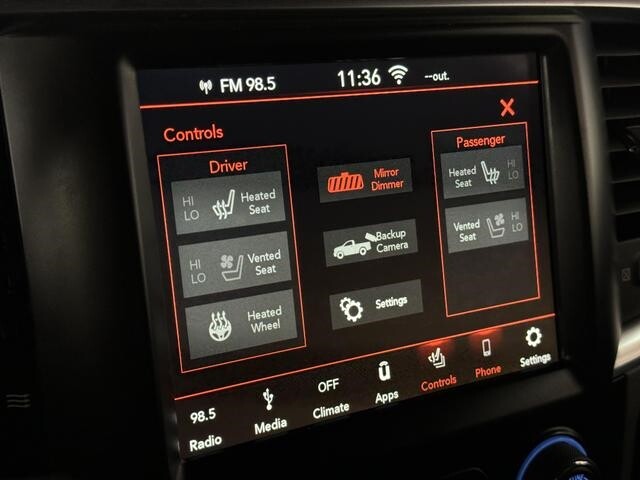 FM 98.5
11:36
--out.
Controls
Driver
HI
LO
Heated
Seat
HI
LO
Vented
Seat
Heated
Wheel
Mirror
Dimmer
Backup
Camera
Settings
Passenger
Heated
Seat
HI
LO
Vented
Seat
HI
LO
98.5
Radio
Media
OFF
Climate
Apps
Controls
Phone
Settings